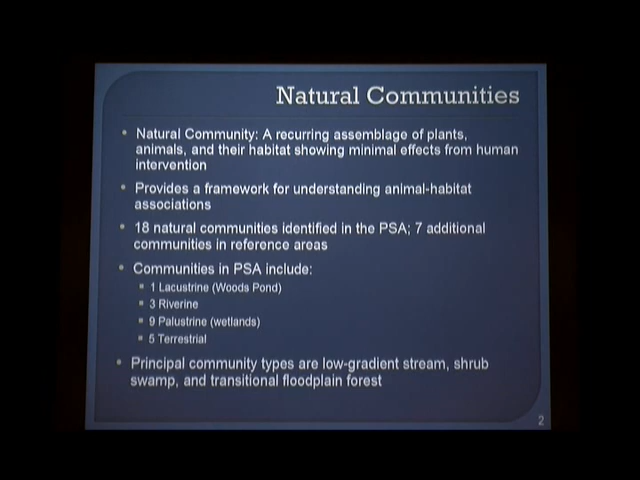 Natural Communities
• Natural Community: A recurring assemblage of plants,
animals, and their habitat showing minimal effects from human
intervention
• Provides a framework for understanding animal-habitat
associations
• 18 natural communities identified in the PSA; 7 additional
communities in reference areas
• Communities in PSA include:
▪ 1 Lacustrine (Woods Pond)
▪ 3 Riverine
▪ 9 Palustrine (wetlands)
▪ 5 Terrestrial
• Principal community types are low-gradient stream, shrub
swamp, and transitional floodplain forest
2